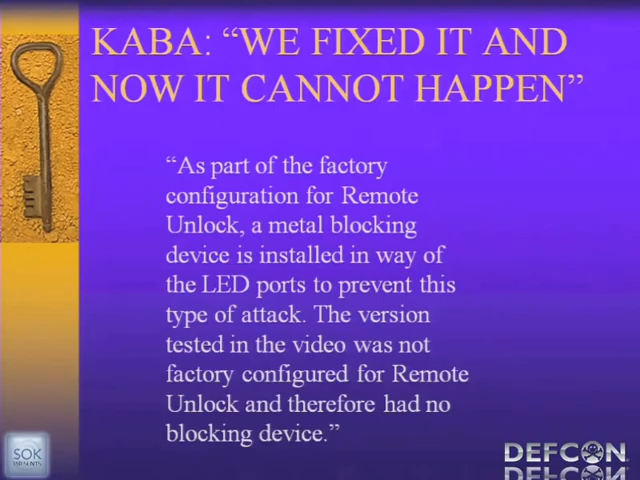 KABA: “WE FIXED IT AND
NOW IT CANNOT HAPPEN”
“As part of the factory
configuration for Remote
Unlock, a metal blocking
device is installed in way of
the LED ports to prevent this
type of attack. The version
tested in the video was not
factory configured for Remote
Unlock and therefore had no
blocking device.”
SOK
DEFCON